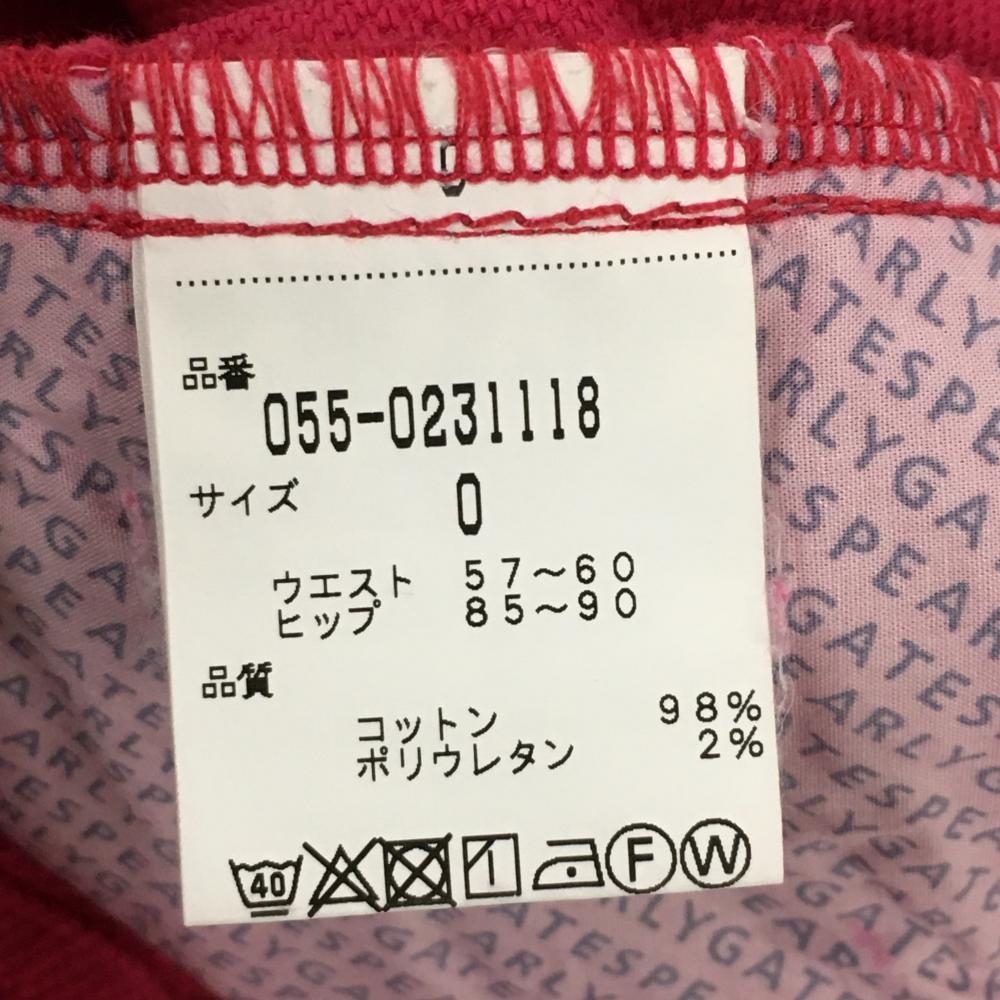 品番
055-0231118
サイズ 0
ウエスト 57~60
ヒップ 85~90
品質
コットン 98%
ポリウレタン 2%
40 F W
PEARLYGATES